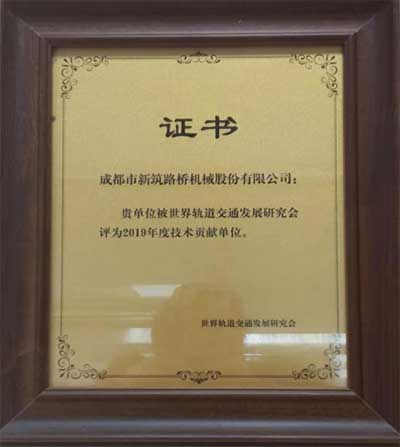 证书
成都市新筑路桥机械股份有限公司：
贵单位被世界轨道交通发展研究会
评为2019年度技术贡献单位。
世界轨道交通发展研究会